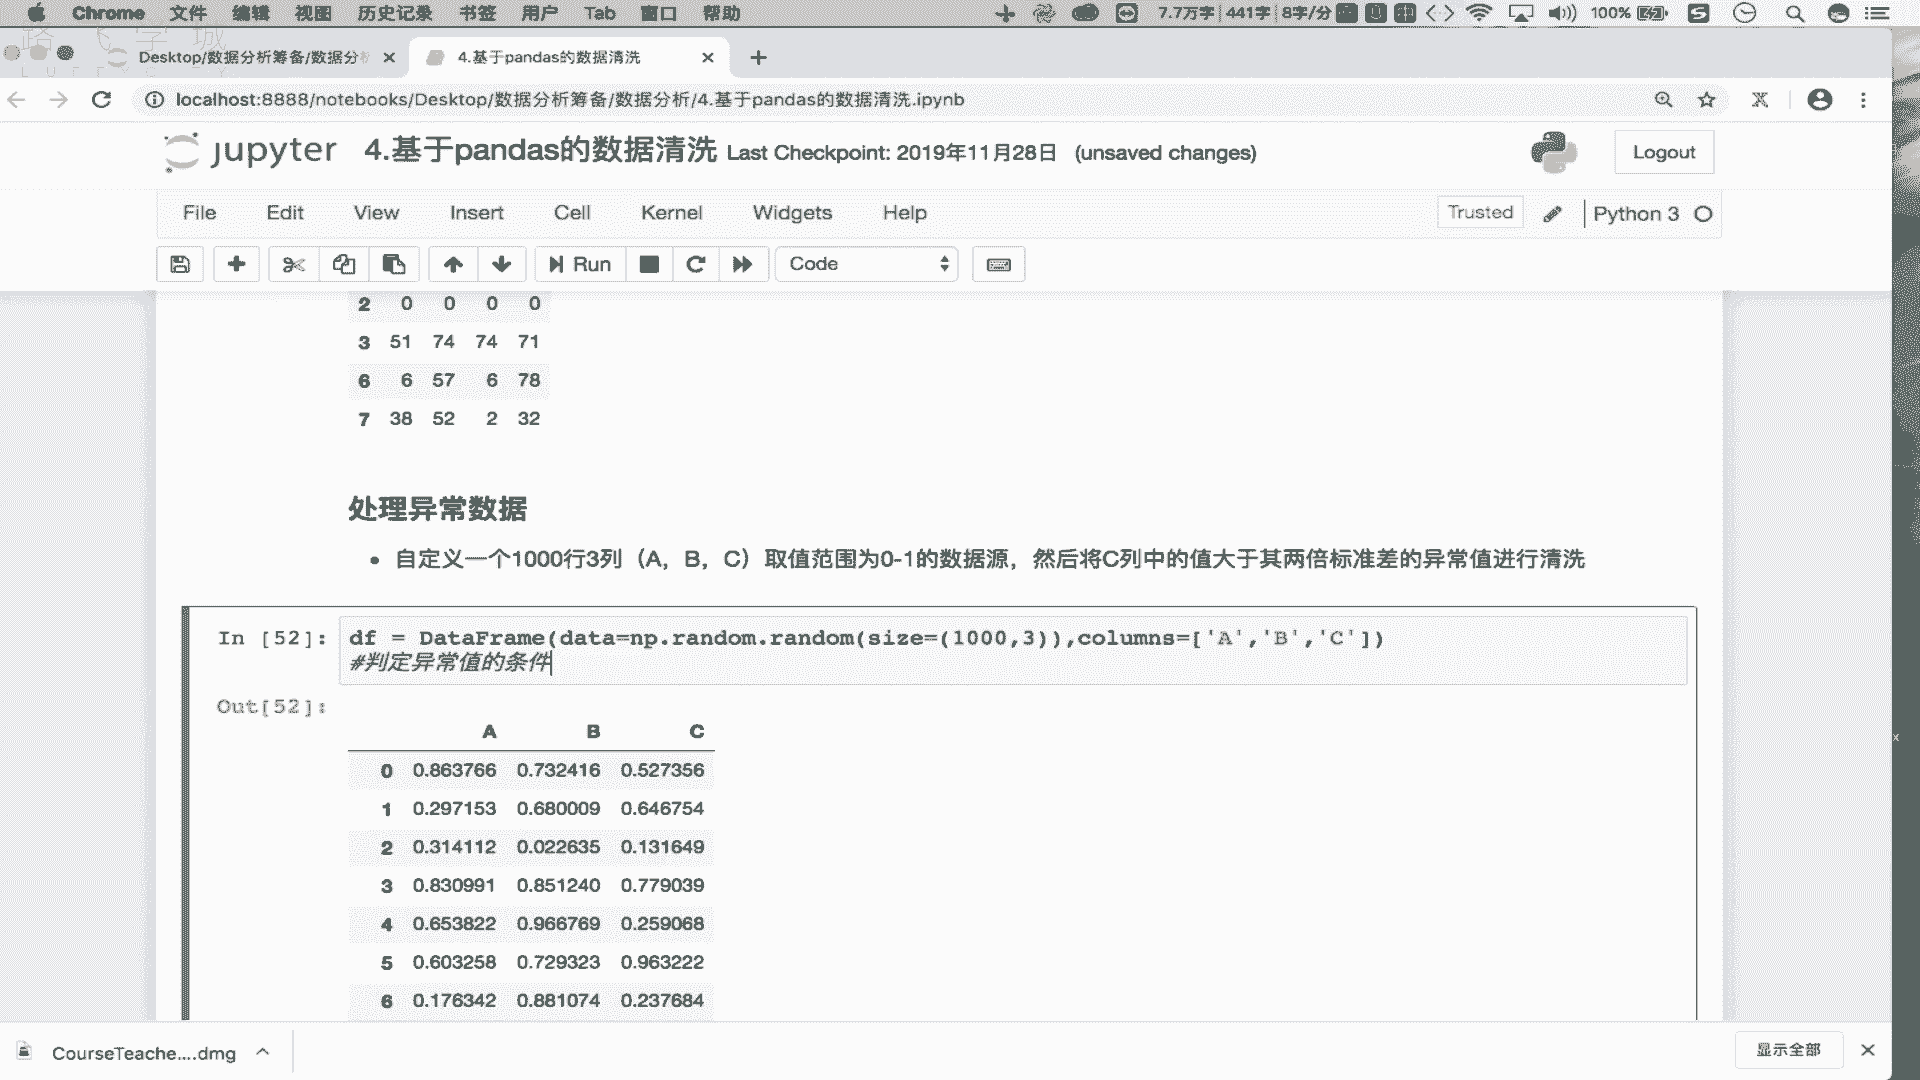 Chrome 文件 编辑 视图 历史记录 书签 用户 Tab 窗口 帮助 7.7万字 441字 8字/分 100%
Desktop/数据分析筹备/数据分 4.基于pandas的数据清洗
localhost:8888/notebooks/Desktop/数据分析筹备/数据分析/4.基于pandas的数据清洗.ipynb
jupyter 4.基于pandas的数据清洗 Last Checkpoint: 2019年11月28日 (unsaved changes) Logout
File Edit View Insert Cell Kernel Widgets Help Trusted Python 3
Run Code
2 0 0 0 0
3 51 74 74 71
6 6 57 6 78
7 38 52 2 32
处理异常数据
• 自定义一个1000行3列（A，B，C）取值范围为0-1的数据源，然后将C列中的值大于其两倍标准差的异常值进行清洗
In [52]: df = DataFrame(data=np.random.random(size=(1000,3)),columns=['A','B','C'])
#判定异常值的条件
Out[52]:
A B C
0 0.863766 0.732416 0.527356
1 0.297153 0.680009 0.646754
2 0.314112 0.022635 0.131649
3 0.830991 0.851240 0.779039
4 0.653822 0.966769 0.259068
5 0.603258 0.729323 0.963222
6 0.176342 0.881074 0.237684
CourseTeache....dmg 显示全部